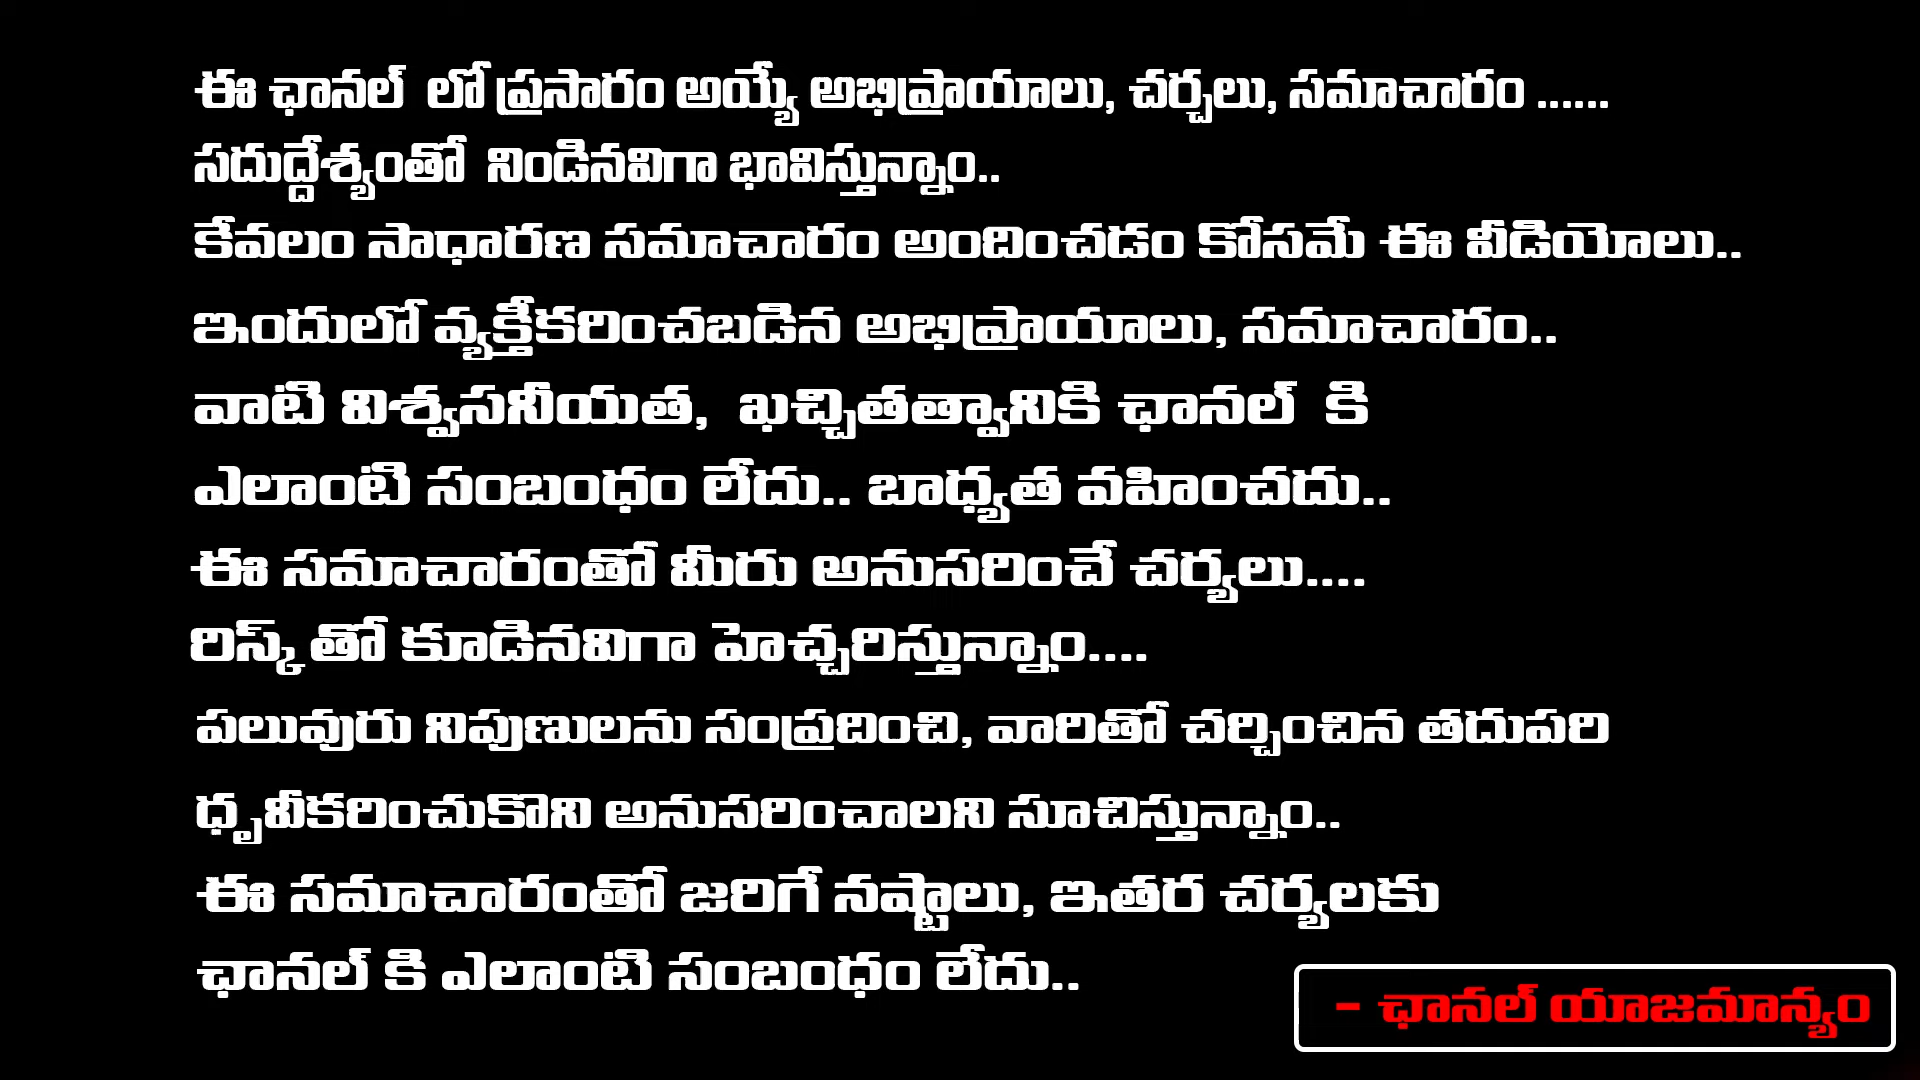 ఈ ఛానల్ లో ప్రసారం అయ్యే అభిప్రాయాలు, చర్చలు, సమాచారం ......
సదుద్దేశ్యంతో నిండినవిగా భావిస్తున్నాం..
కేవలం సాధారణ సమాచారం అందించడం కోసమే ఈ వీడియోలు..
ఇందులో వ్యక్తీకరించబడిన అభిప్రాయాలు, సమాచారం..
వాటి విశ్వసనీయత, ఖచ్చితత్వానికి ఛానల్ కి
ఎలాంటి సంబంధం లేదు.. బాధ్యత వహించదు..
ఈ సమాచారంతో మీరు అనుసరించే చర్యలు....
రిస్క్ తో కూడినవిగా హెచ్చరిస్తున్నాం....
పలువురు నిపుణులను సంప్రదించి, వారితో చర్చించిన తదుపరి
ధృవీకరించుకొని అనుసరించాలని సూచిస్తున్నాం..
ఈ సమాచారంతో జరిగే నష్టాలు, ఇతర చర్యలకు
ఛానల్ కి ఎలాంటి సంబంధం లేదు..
- ఛానల్ యాజమాన్యం